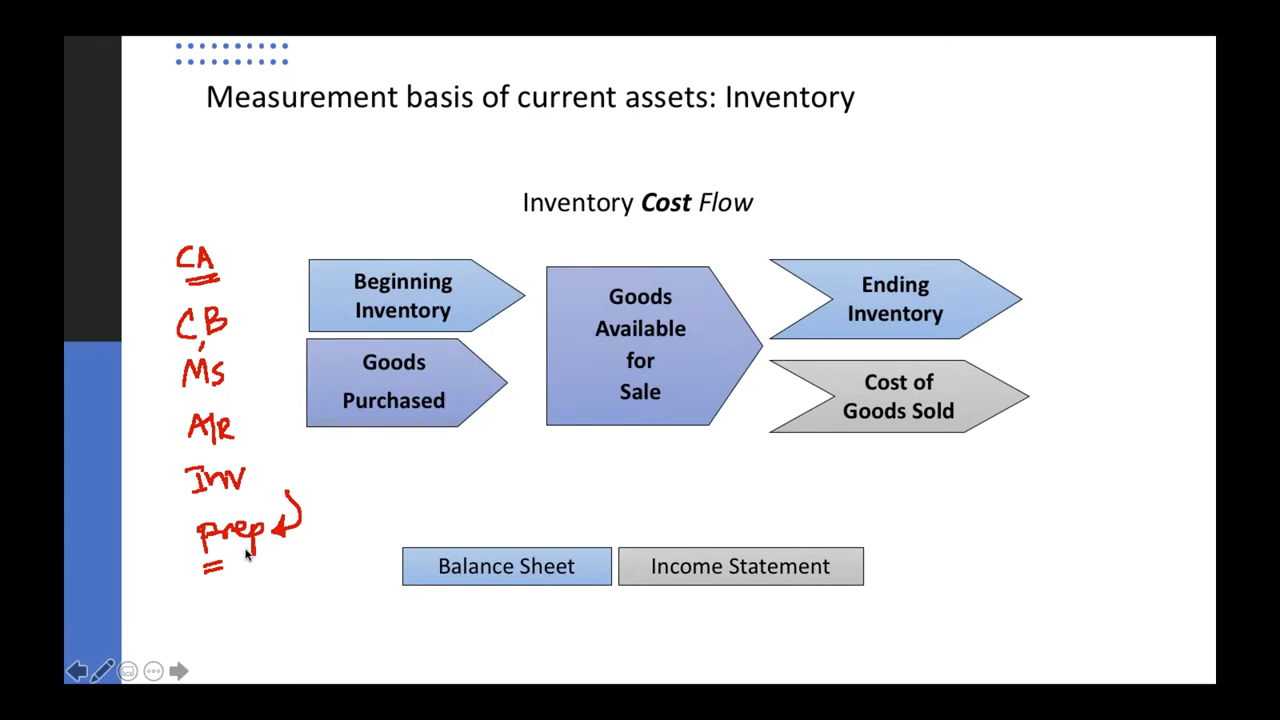 Measurement basis of current assets: Inventory
Inventory Cost Flow
CA
CB
MS
A/R
Inv
Prep
Beginning
Inventory
Goods
Purchased
Goods
Available
for
Sale
Ending
Inventory
Cost of
Goods Sold
Balance Sheet
Income Statement